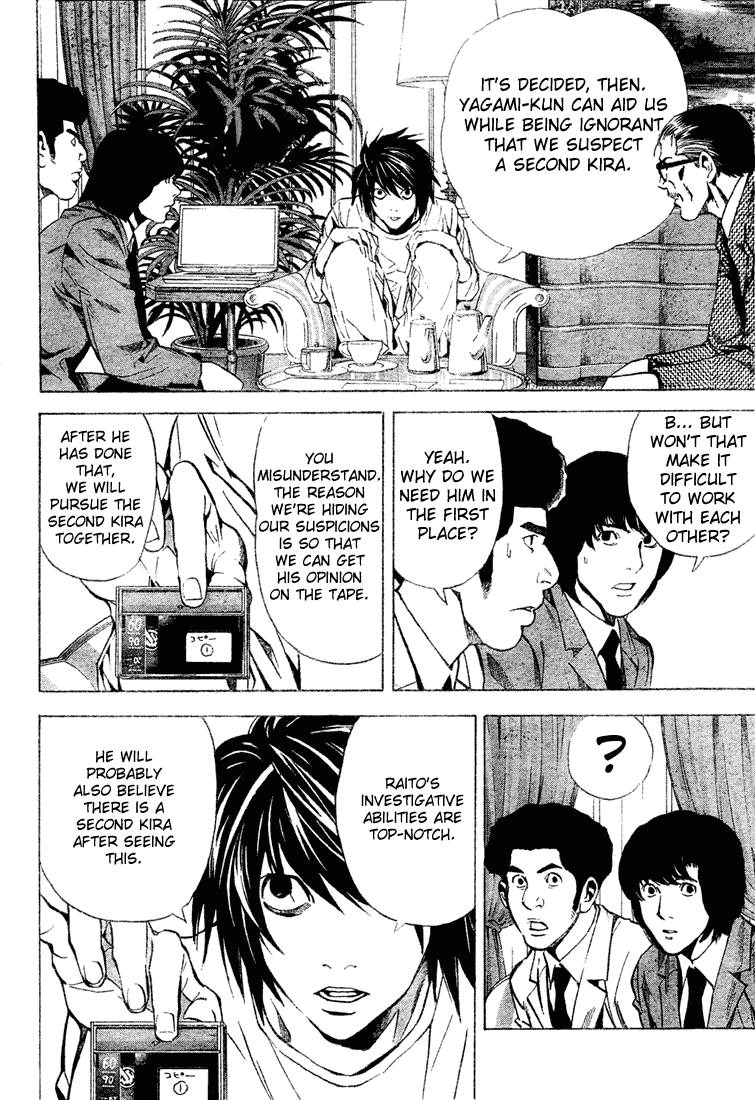 IT'S DECIDED, THEN.
YAGAMI-KUN CAN AID US
WHILE BEING IGNORANT
THAT WE SUSPECT
A SECOND KIRA.
B... BUT
WON'T THAT
MAKE IT
DIFFICULT
TO WORK
WITH EACH
OTHER?
YEAH.
WHY DO WE
NEED HIM IN
THE FIRST
PLACE?
YOU
MISUNDERSTAND.
THE REASON
WE'RE HIDING
OUR SUSPICIONS
IS SO THAT
WE CAN GET
HIS OPINION
ON THE TAPE.
AFTER HE
HAS DONE
THAT,
WE WILL
PURSUE THE
SECOND KIRA
TOGETHER.
60
90
コピー
①
?
RAITO'S
INVESTIGATIVE
ABILITIES ARE
TOP-NOTCH.
HE WILL
PROBABLY
ALSO BELIEVE
THERE IS A
SECOND KIRA
AFTER SEEING
THIS.
60
90
コピー
①